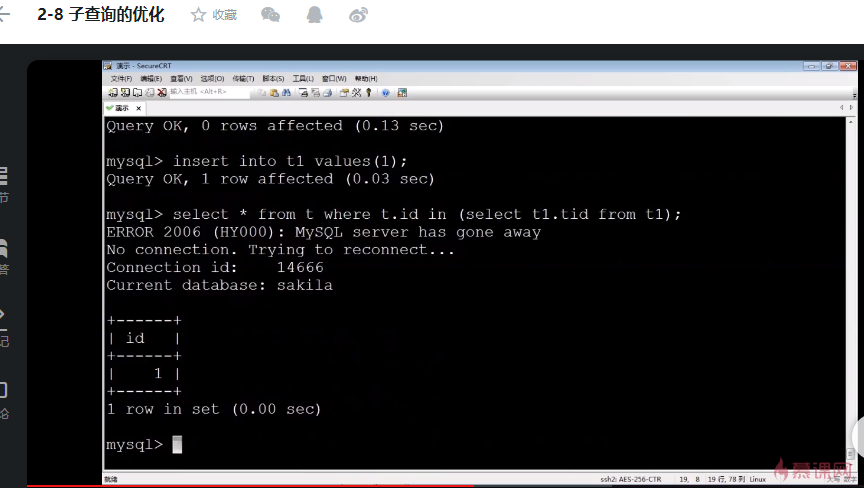 2-8 子查询的优化
收藏
演示 - SecureCRT
文件(F) 编辑(E) 查看(V) 选项(O) 传输(T) 脚本(S) 工具(L) 窗口(W) 帮助(H)
输入主机 <Alt+R>
演示
Query OK, 0 rows affected (0.13 sec)
mysql> insert into t1 values(1);
Query OK, 1 row affected (0.03 sec)
mysql> select * from t where t.id in (select t1.tid from t1);
ERROR 2006 (HY000): MySQL server has gone away
No connection. Trying to reconnect...
Connection id:    14666
Current database: sakila
+------+
| id   |
+------+
|    1 |
+------+
1 row in set (0.00 sec)
mysql>
就绪
ssh2: AES-256-CTR
19, 8
19 行, 78 列
Linux
慕课网
节
答
记
论